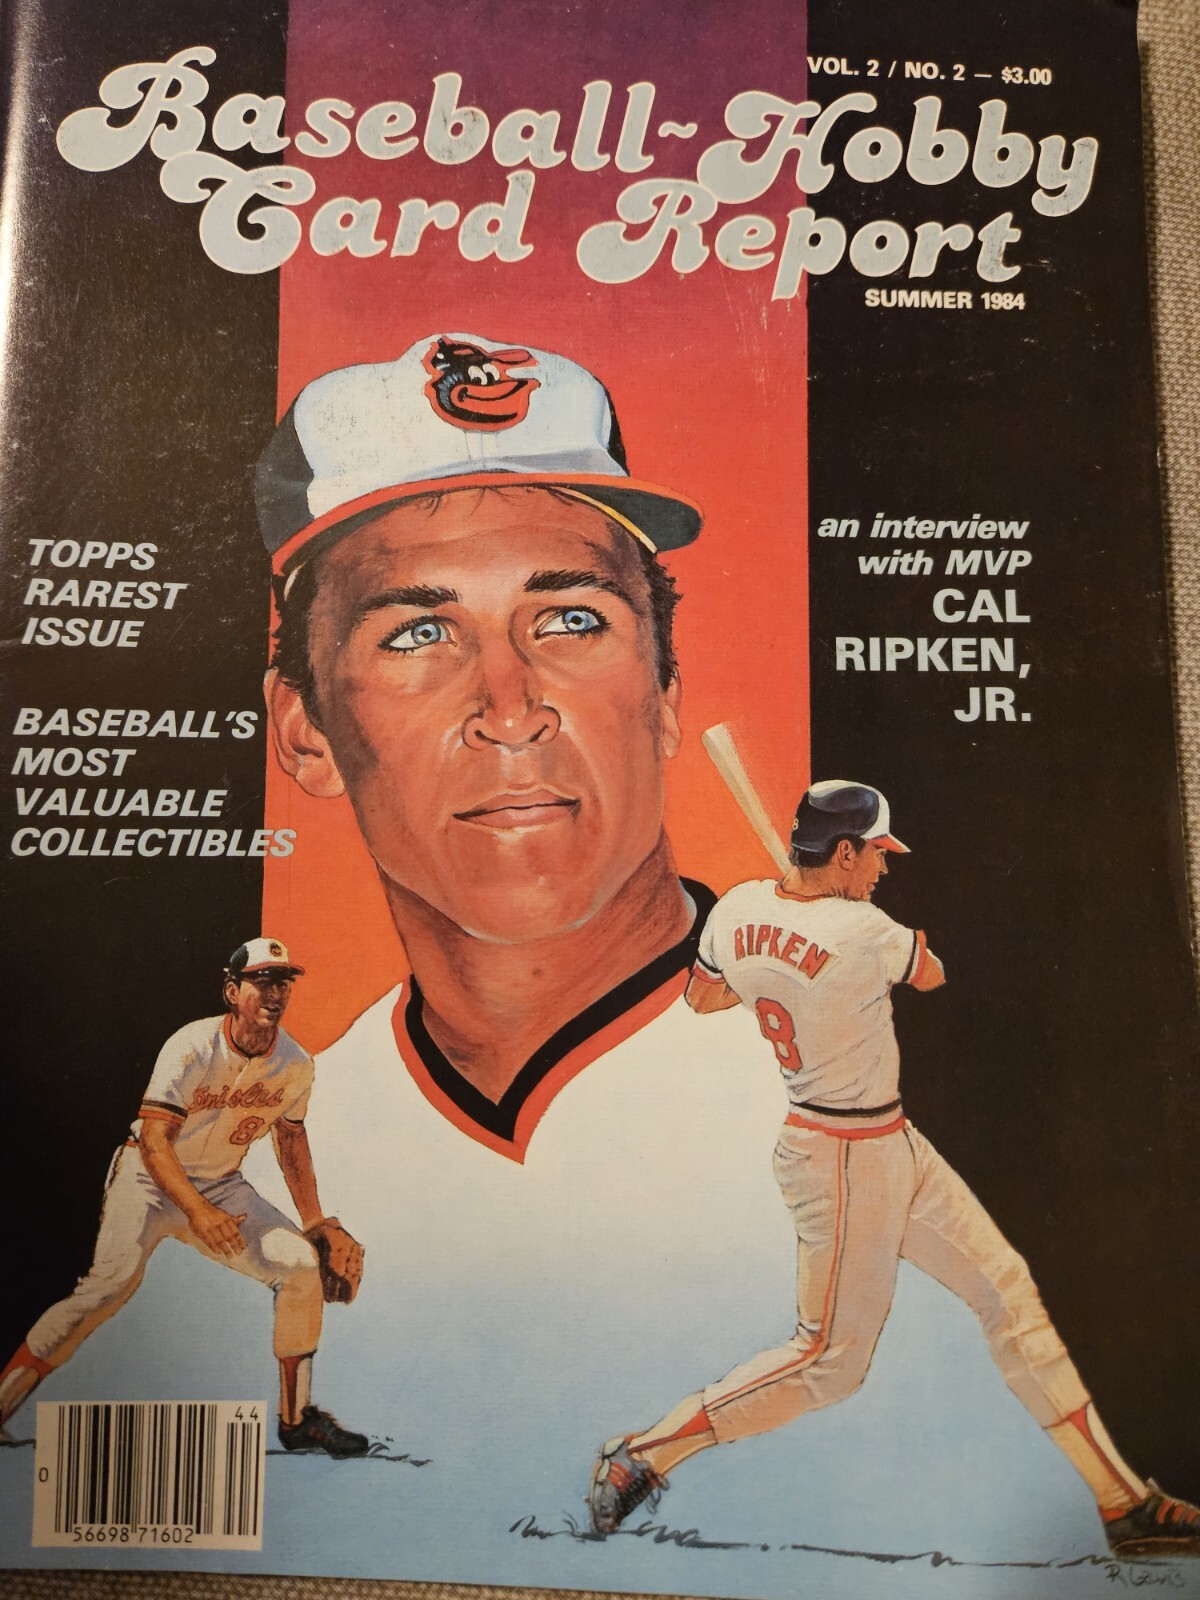 VOL. 2 / NO. 2 — $3.00
Baseball~Hobby
Card Report
SUMMER 1984
TOPPS
RAREST
ISSUE
BASEBALL'S
MOST
VALUABLE
COLLECTIBLES
an interview
with MVP
CAL
RIPKEN,
JR.
8
RIPKEN
8
Orioles
8
44
0
56698 71602